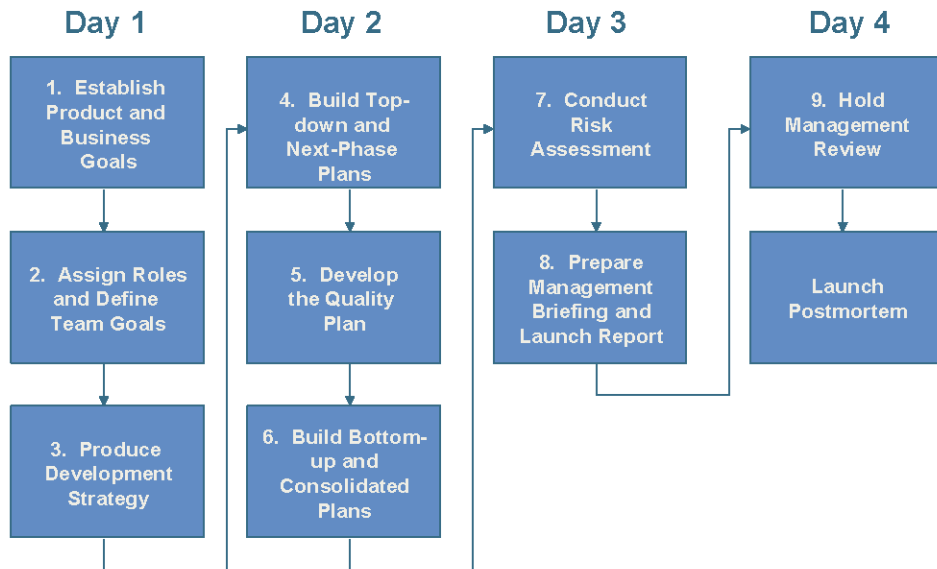 Day 1
1. Establish
Product and
Business
Goals
2. Assign Roles
and Define
Team Goals
3. Produce
Development
Strategy
Day 2
4. Build Top-
down and
Next-Phase
Plans
5. Develop
the Quality
Plan
6. Build Bottom-
up and
Consolidated
Plans
Day 3
7. Conduct
Risk
Assessment
8. Prepare
Management
Briefing and
Launch Report
Day 4
9. Hold
Management
Review
Launch
Postmortem